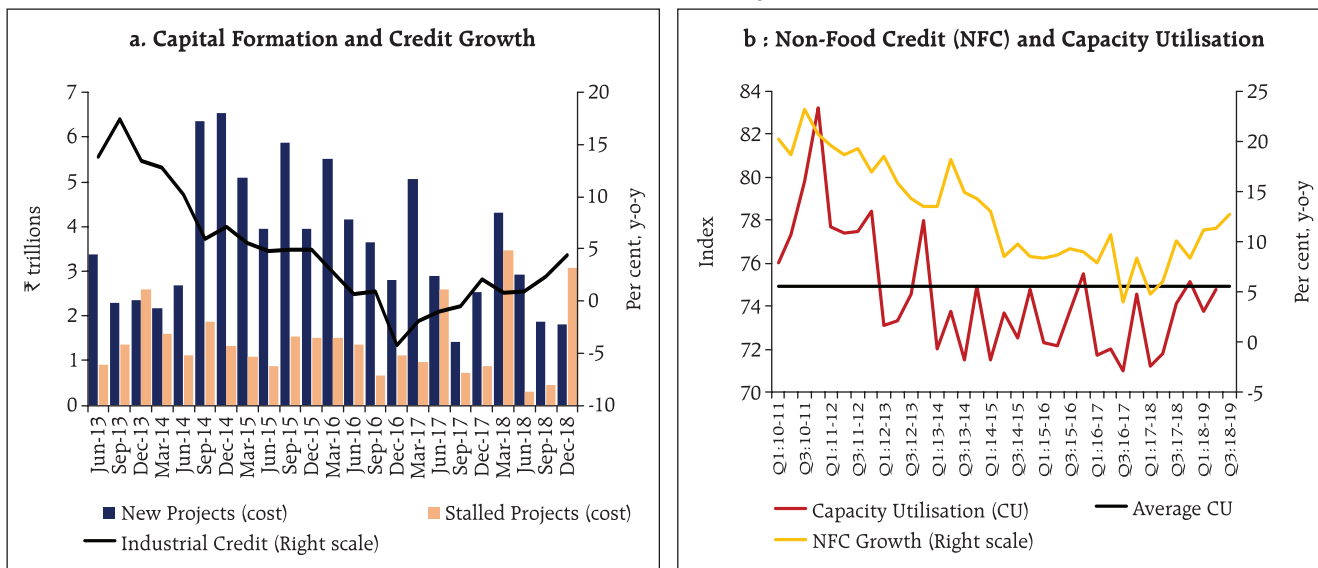 a. Capital Formation and Credit Growth
₹ trillions
7
6
5
4
3
2
1
0
20
15
10
5
0
-5
-10
Per cent, y-o-y
Jun-13
Sep-13
Dec-13
Mar-14
Jun-14
Sep-14
Dec-14
Mar-15
Jun-15
Sep-15
Dec-15
Mar-16
Jun-16
Sep-16
Dec-16
Mar-17
Jun-17
Sep-17
Dec-17
Mar-18
Jun-18
Sep-18
Dec-18
New Projects (cost)
Stalled Projects (cost)
Industrial Credit (Right scale)
b : Non-Food Credit (NFC) and Capacity Utilisation
Index
84
82
80
78
76
74
72
70
25
20
15
10
5
0
-5
Per cent, y-o-y
Q1:10-11
Q3:10-11
Q1:11-12
Q3:11-12
Q1:12-13
Q3:12-13
Q1:13-14
Q3:13-14
Q1:14-15
Q3:14-15
Q1:15-16
Q3:15-16
Q1:16-17
Q3:16-17
Q1:17-18
Q3:17-18
Q1:18-19
Q3:18-19
Capacity Utilisation (CU)
Average CU
NFC Growth (Right scale)